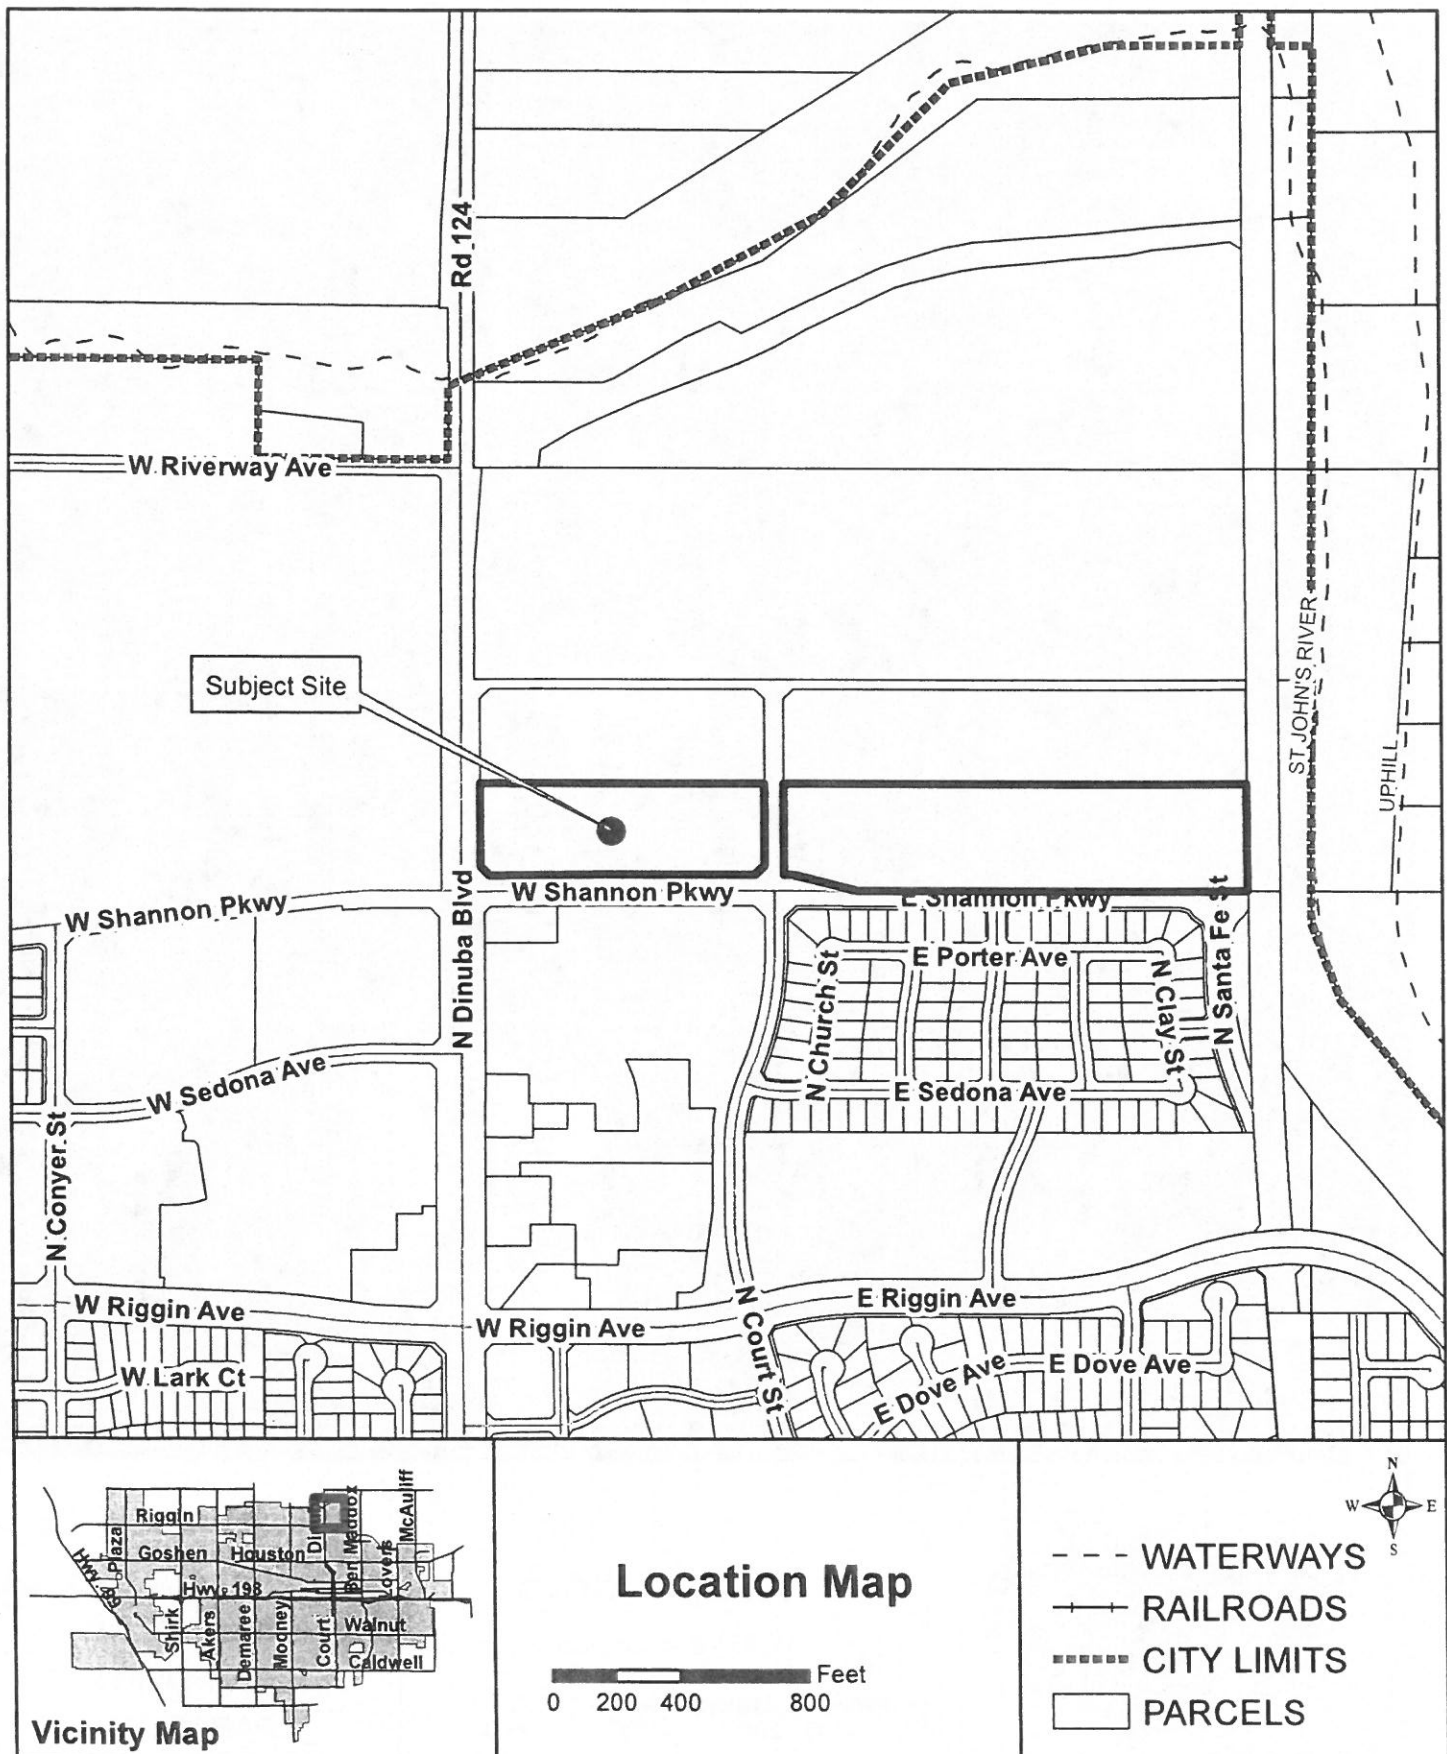 Rd 124
W Riverway Ave
Subject Site
ST JOHN'S RIVER
UPHILL
W Shannon Pkwy
W Shannon Pkwy
E Shannon Pkwy
N Dinuba Blvd
E Porter Ave
N Church St
N Clay St
N Santa Fe St
W Sedona Ave
E Sedona Ave
N Conyer St
W Riggin Ave
W Riggin Ave
E Riggin Ave
N Court St
W Lark Ct
E Dove Ave
E Dove Ave
Riggin
Plaza
Goshen
Houston
Ben Maddox
Lovers
McAuliff
Hwy. 198
Shirk
Akers
Demaree
Mooney
Court
Walnut
Caldwell
Vicinity Map
Location Map
Feet
0 200 400 800
N
W E
S
WATERWAYS
RAILROADS
CITY LIMITS
PARCELS